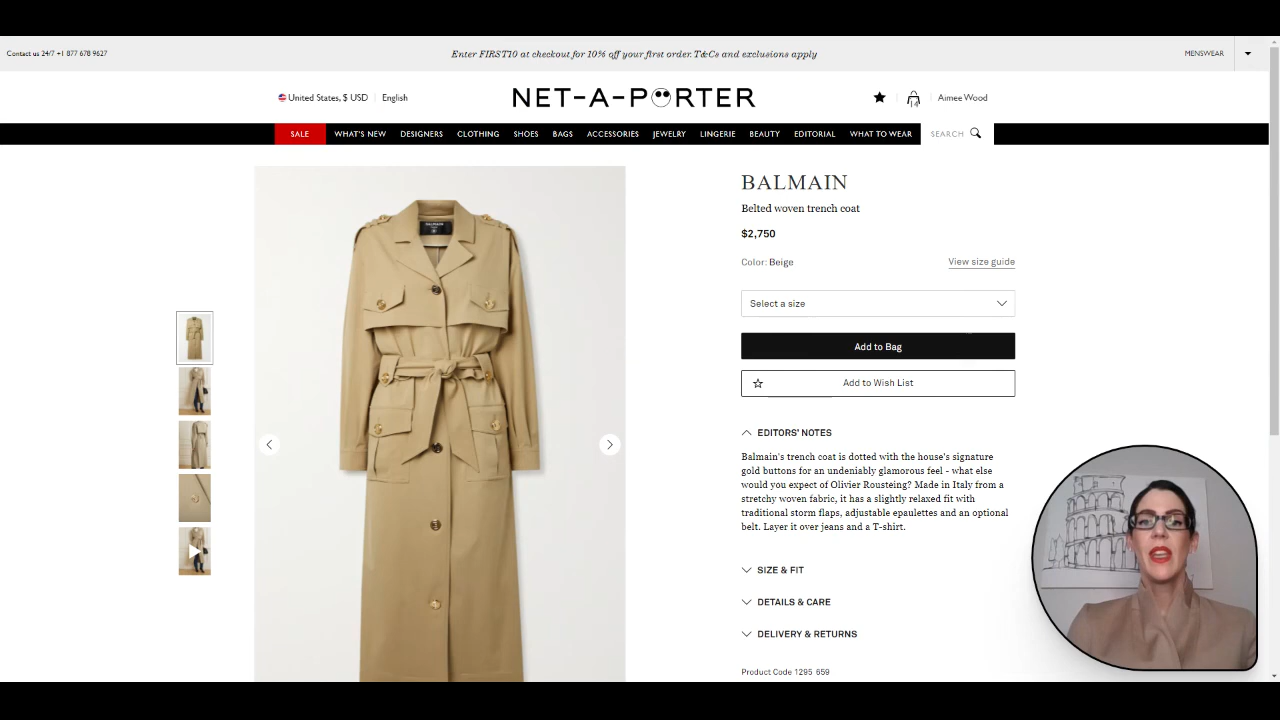 Contact us 24/7 +1 877 678 9627
Enter FIRST10 at checkout for 10% off your first order. T&Cs and exclusions apply
MENSWEAR
United States, $ USD
English
NET-A-PORTER
14
Aimee Wood
SALE
WHAT'S NEW
DESIGNERS
CLOTHING
SHOES
BAGS
ACCESSORIES
JEWELRY
LINGERIE
BEAUTY
EDITORIAL
WHAT TO WEAR
SEARCH
BALMAIN
BALMAIN
Belted woven trench coat
$2,750
Color: Beige
View size guide
Select a size
Add to Bag
Add to Wish List
EDITORS' NOTES
Balmain's trench coat is dotted with the house's signature
gold buttons for an undeniably glamorous feel - what else
would you expect of Olivier Rousteing? Made in Italy from a
stretchy woven fabric, it has a slightly relaxed fit with
traditional storm flaps, adjustable epaulettes and an optional
belt. Layer it over jeans and a T-shirt.
SIZE & FIT
DETAILS & CARE
DELIVERY & RETURNS
Product Code 1295 659